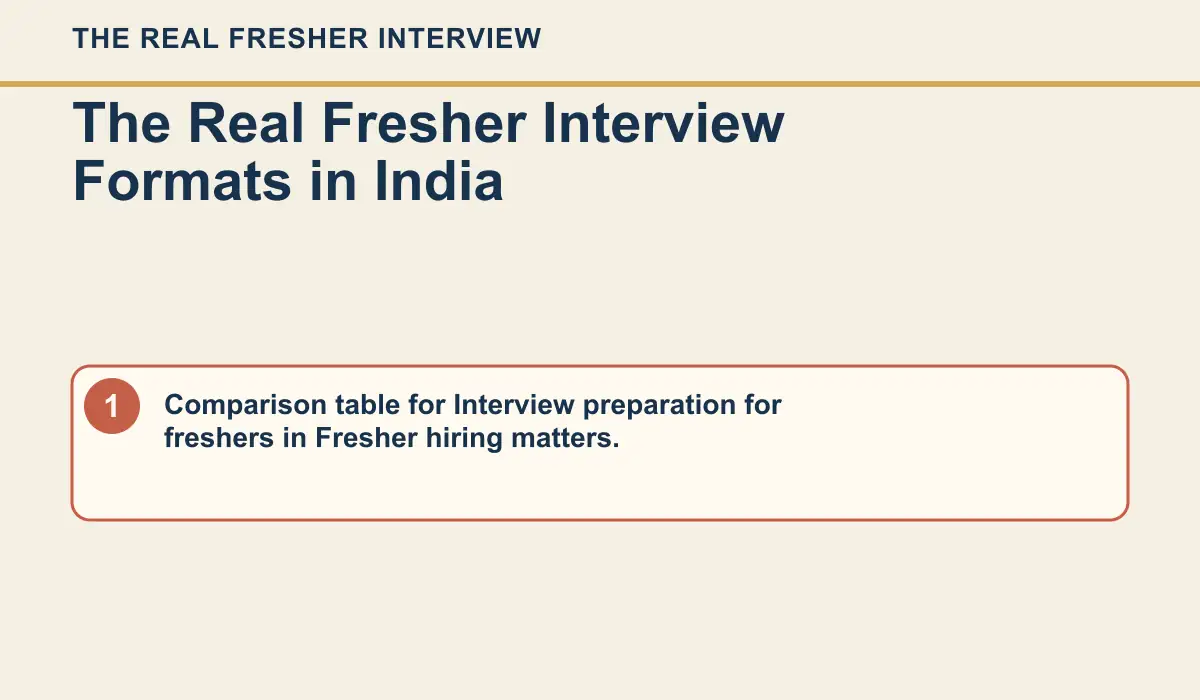 THE REAL FRESHER INTERVIEW
The Real Fresher Interview
Formats in India
1
Comparison table for Interview preparation for
freshers in Fresher hiring matters.